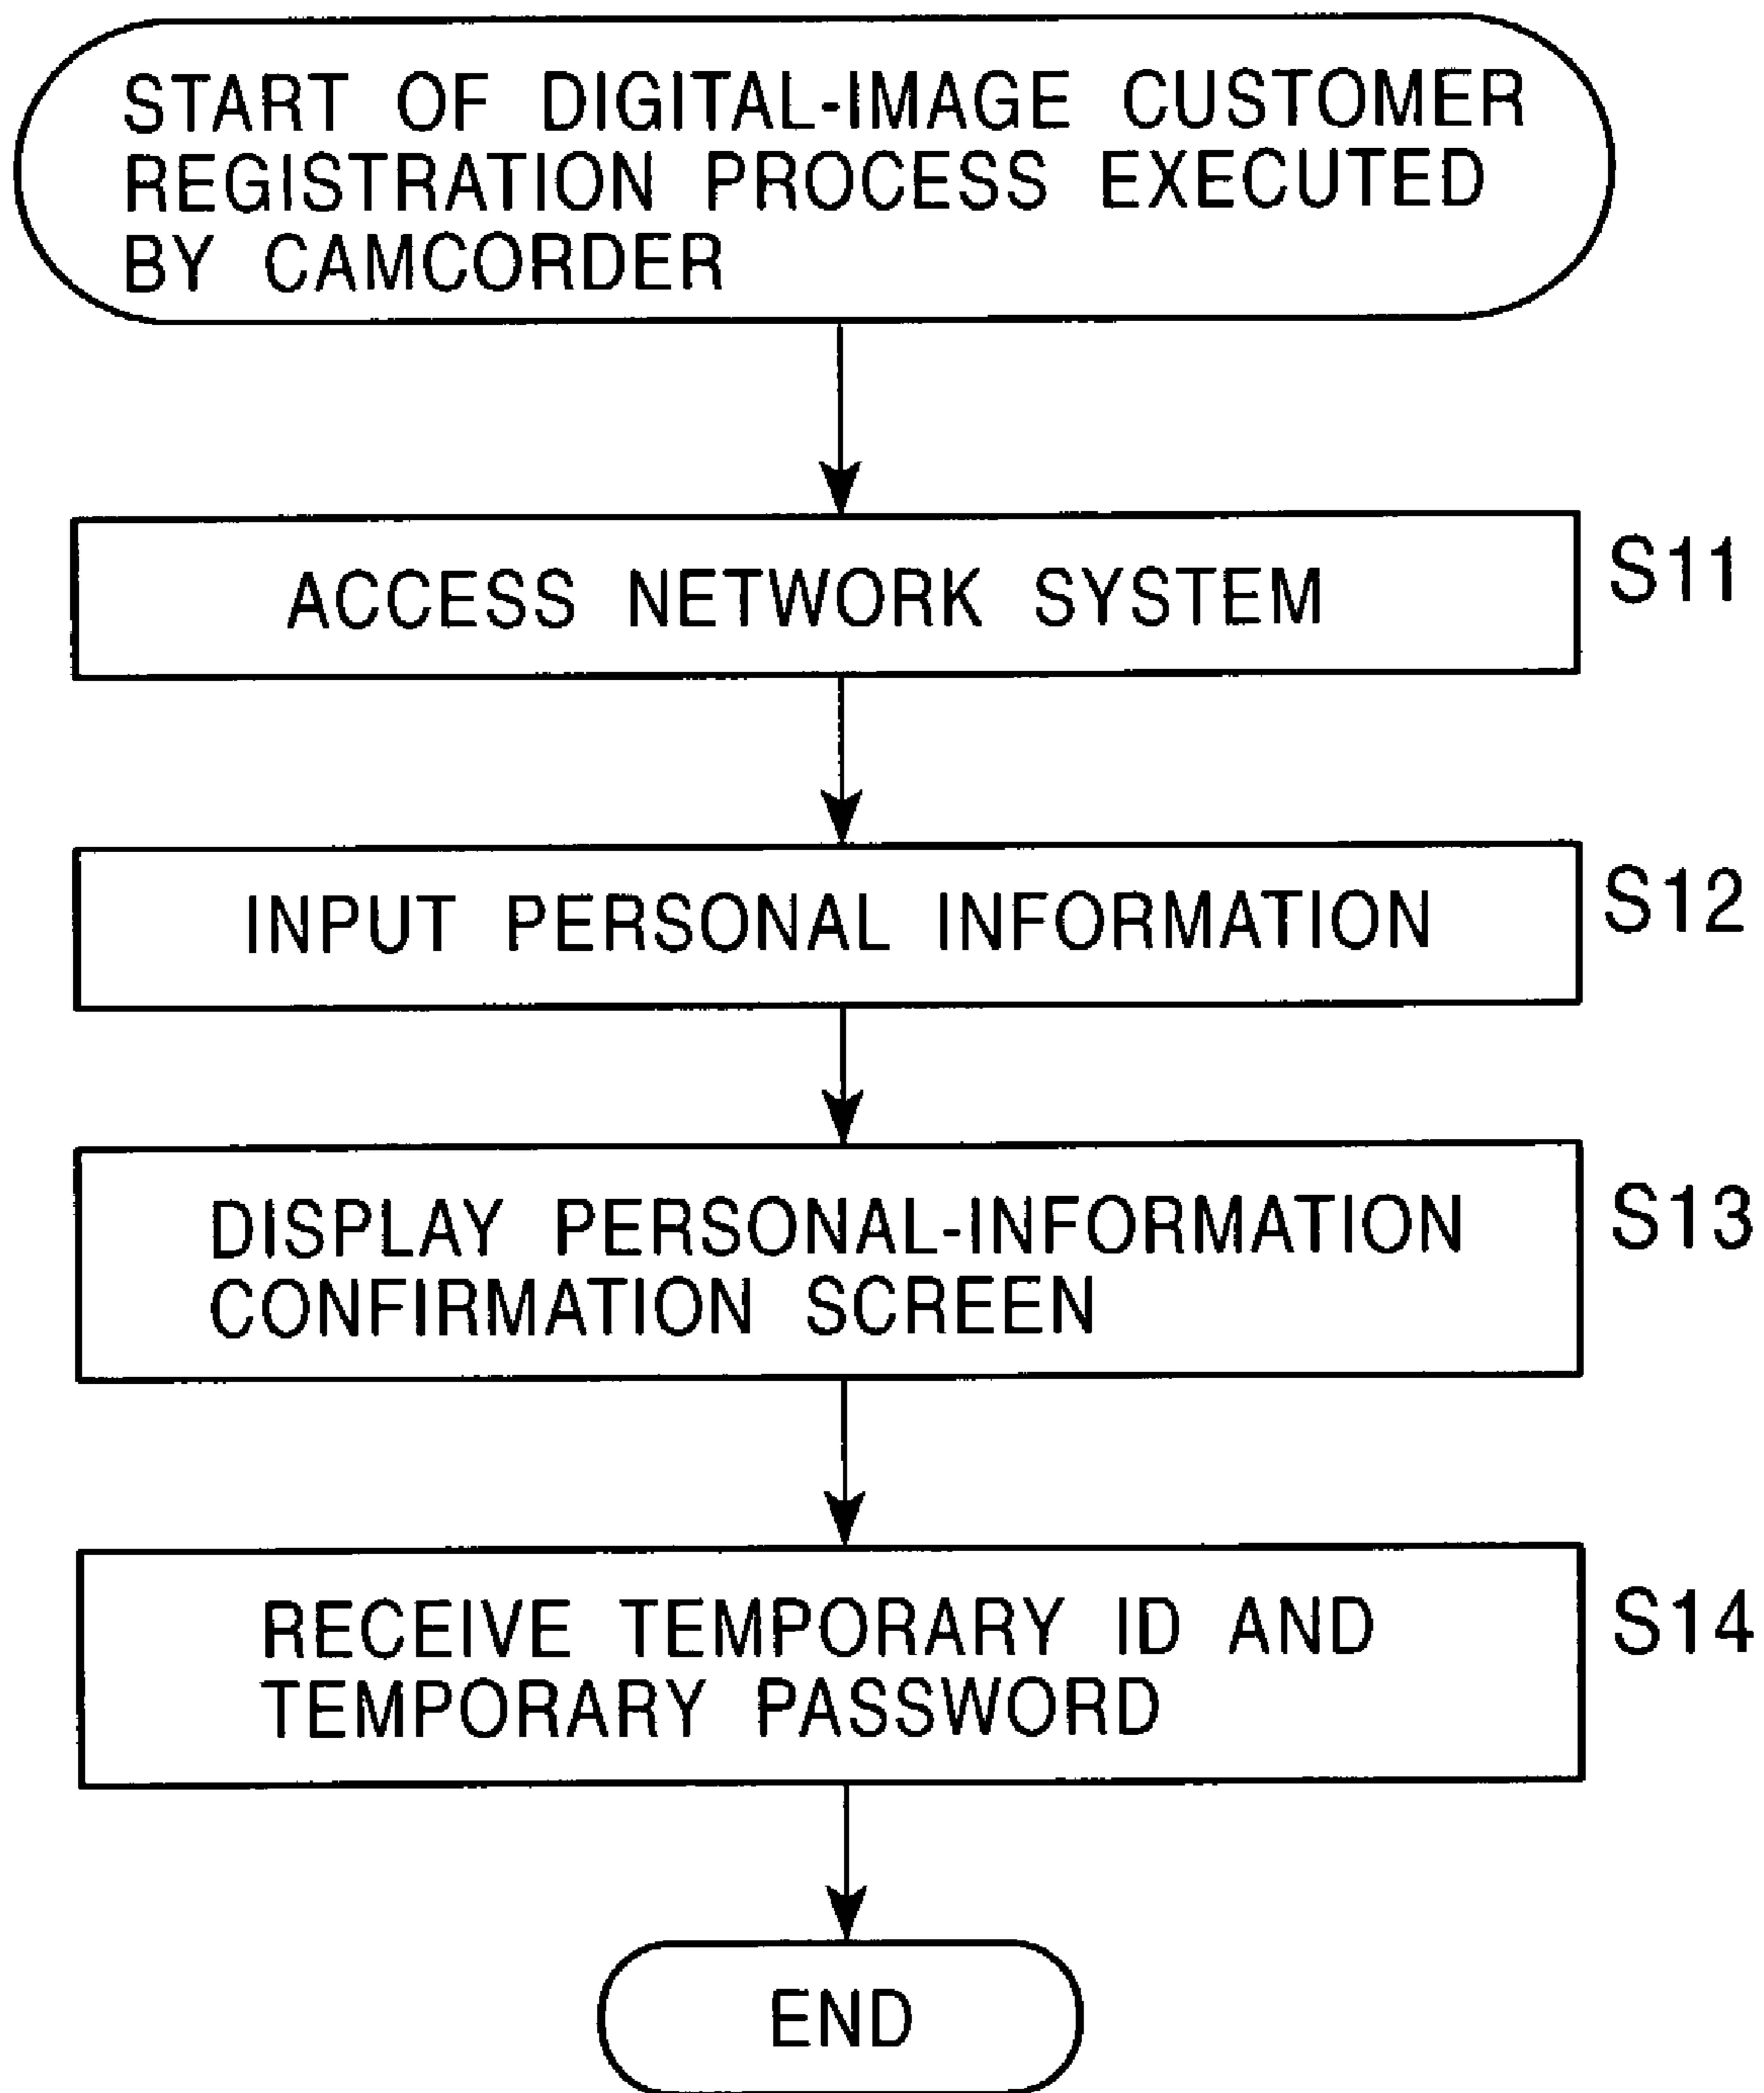 START OF DIGITAL-IMAGE CUSTOMER
REGISTRATION PROCESS EXECUTED
BY CAMCORDER
ACCESS NETWORK SYSTEM
S11
INPUT PERSONAL INFORMATION
S12
DISPLAY PERSONAL-INFORMATION
CONFIRMATION SCREEN
S13
RECEIVE TEMPORARY ID AND
TEMPORARY PASSWORD
S14
END